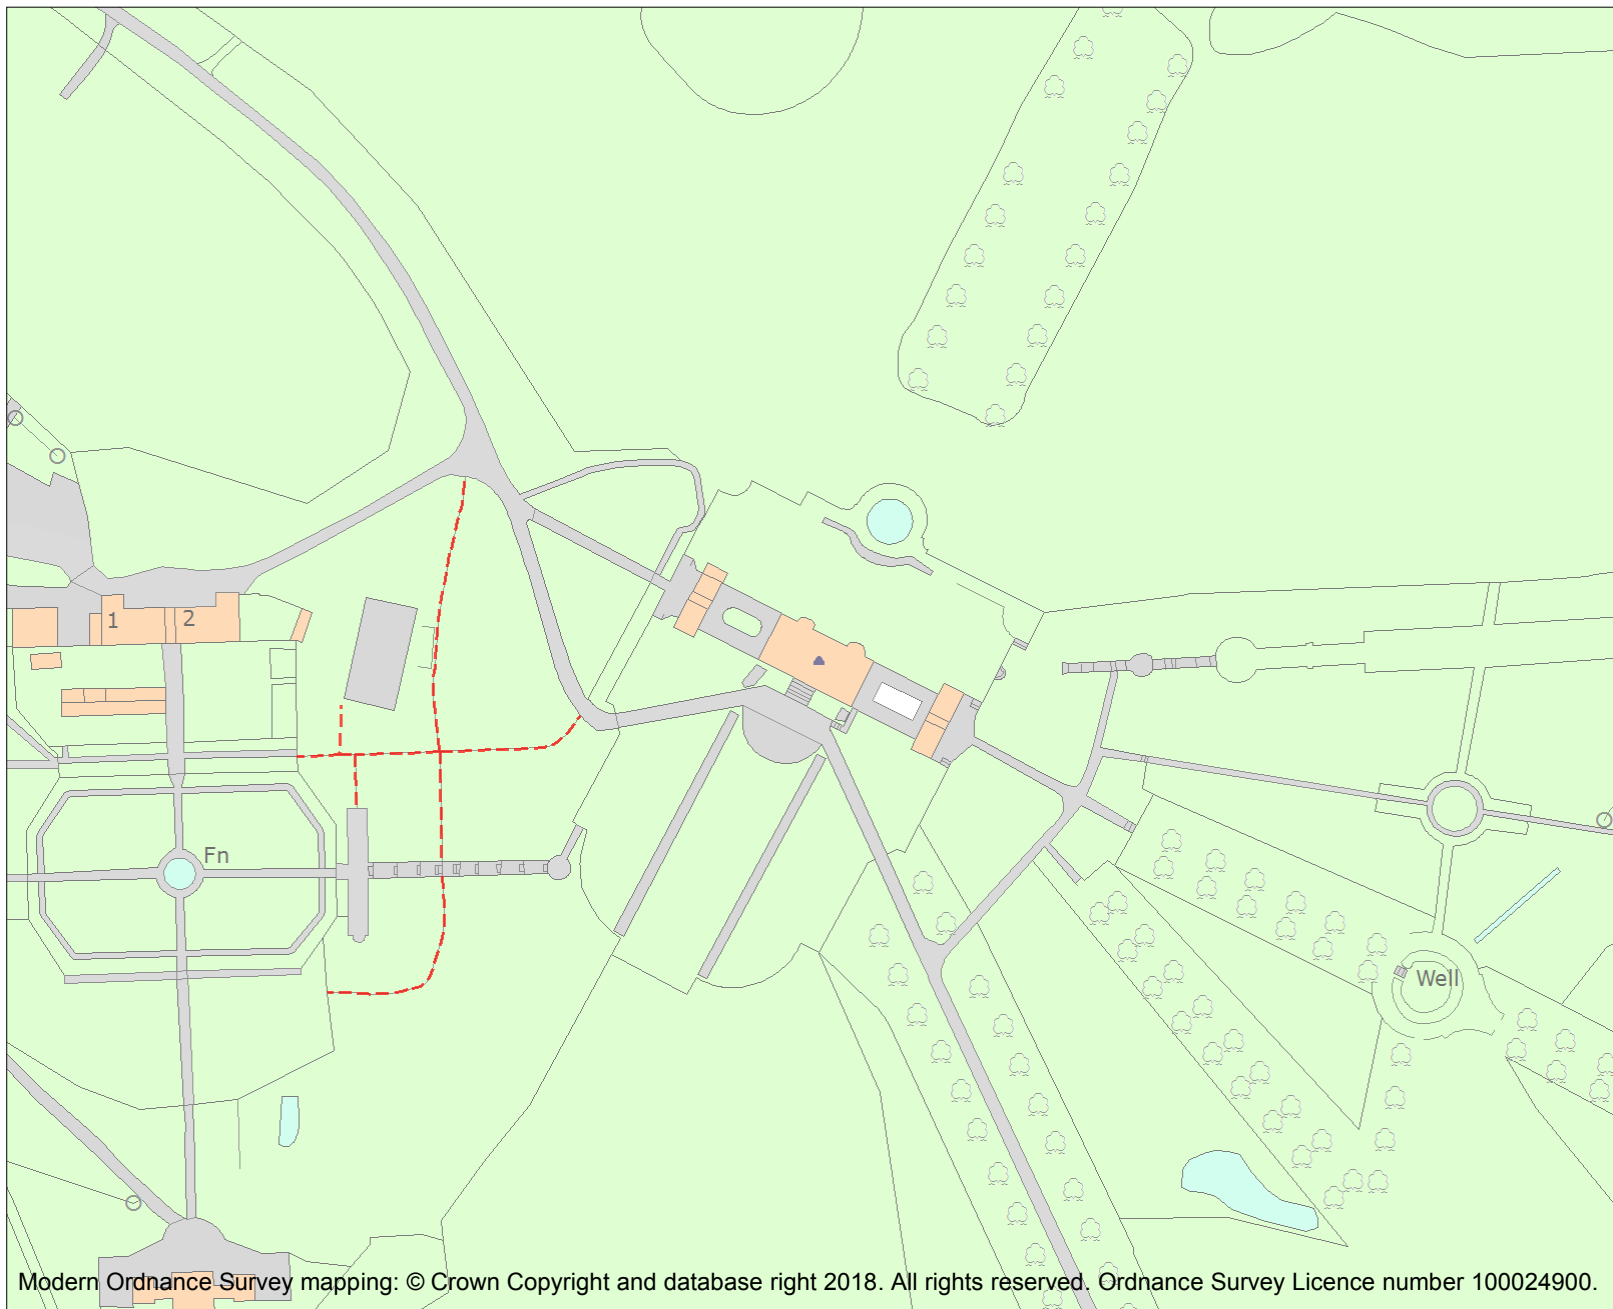 1
2
Fn
Well
Modern Ordnance Survey mapping: © Crown Copyright and database right 2018. All rights reserved. Ordnance Survey Licence number 100024900.